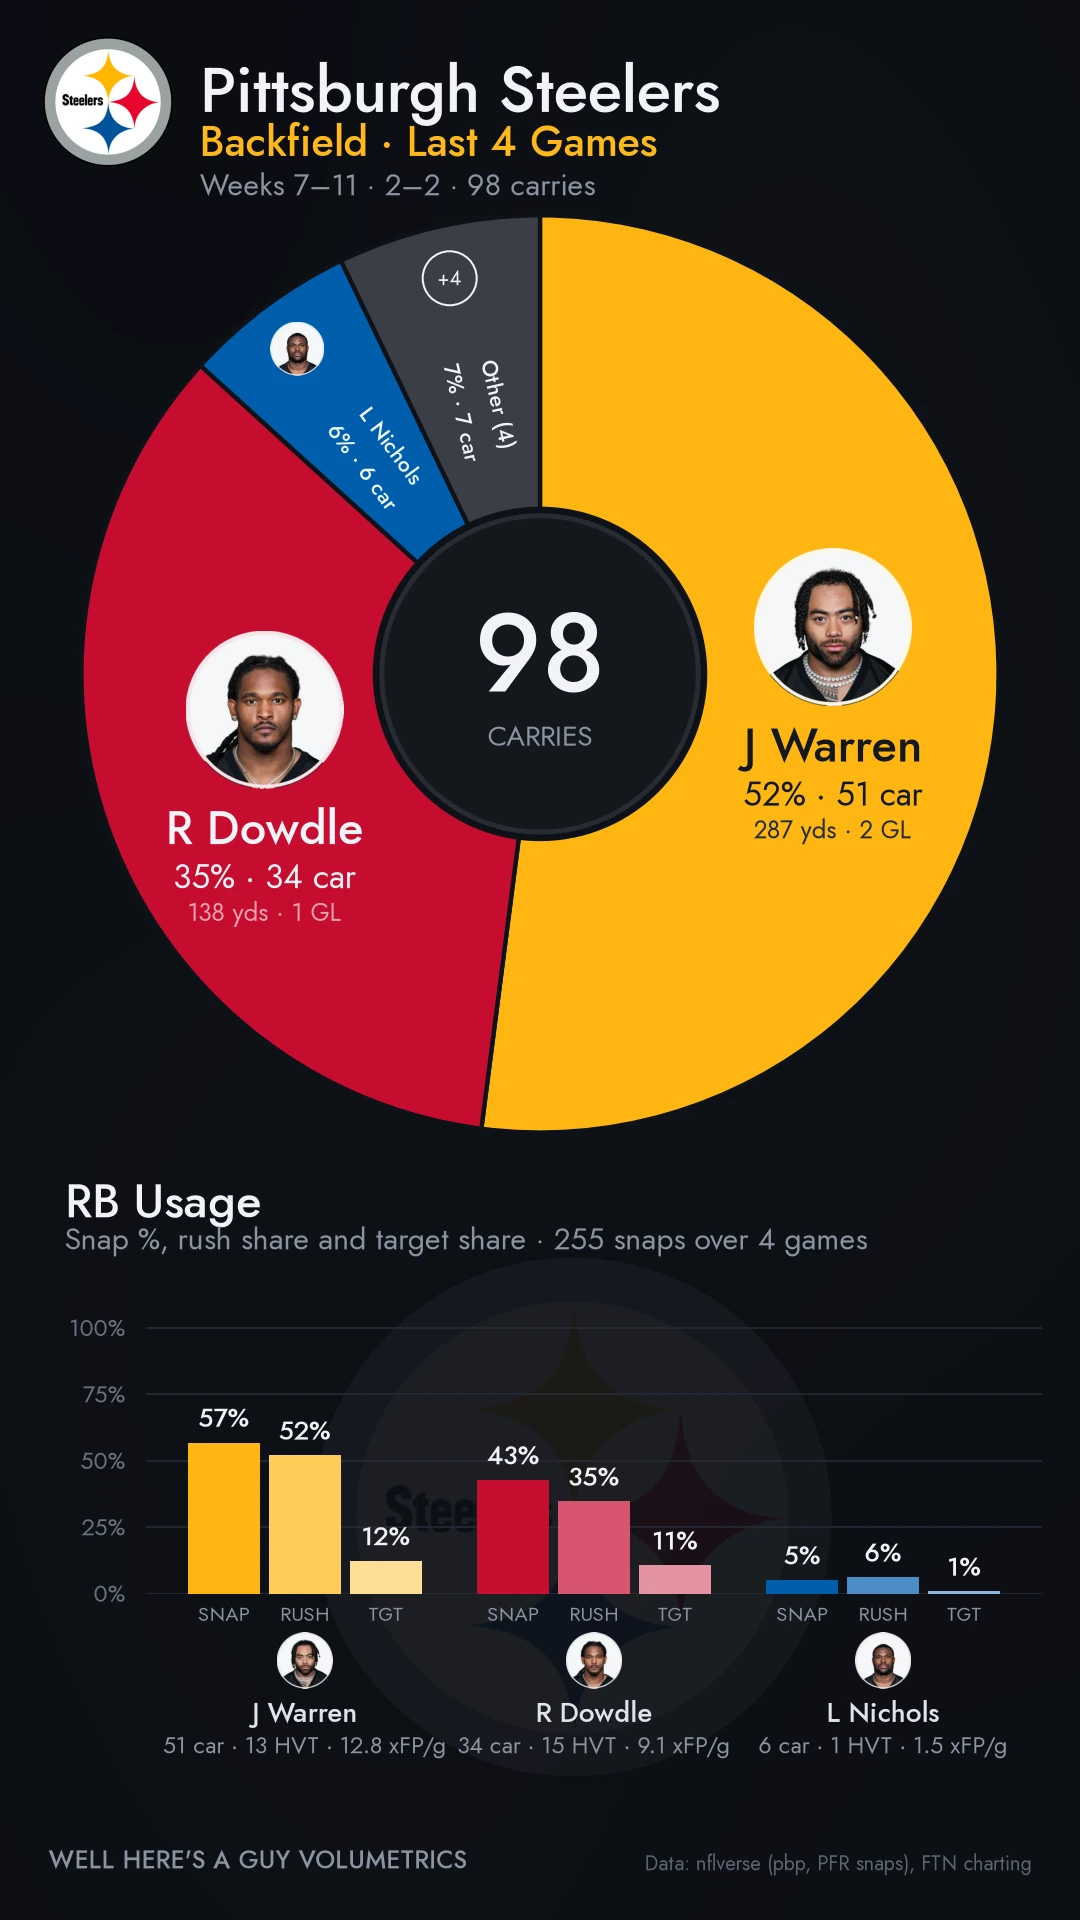 Steelers
Pittsburgh Steelers
Backfield · Last 4 Games
Weeks 7–11 · 2–2 · 98 carries
+4
Other (4)
7% · 7 car
L Nichols
6% · 6 car
98
CARRIES
J Warren
52% · 51 car
287 yds · 2 GL
R Dowdle
35% · 34 car
138 yds · 1 GL
RB Usage
Snap %, rush share and target share · 255 snaps over 4 games
100%
75%
50%
25%
0%
57% 52% 12%
43% 35% 11%
5% 6% 1%
SNAP RUSH TGT SNAP RUSH TGT SNAP RUSH TGT
J Warren R Dowdle L Nichols
51 car · 13 HVT · 12.8 xFP/g 34 car · 15 HVT · 9.1 xFP/g 6 car · 1 HVT · 1.5 xFP/g
WELL HERE'S A GUY VOLUMETRICS
Data: nflverse (pbp, PFR snaps), FTN charting